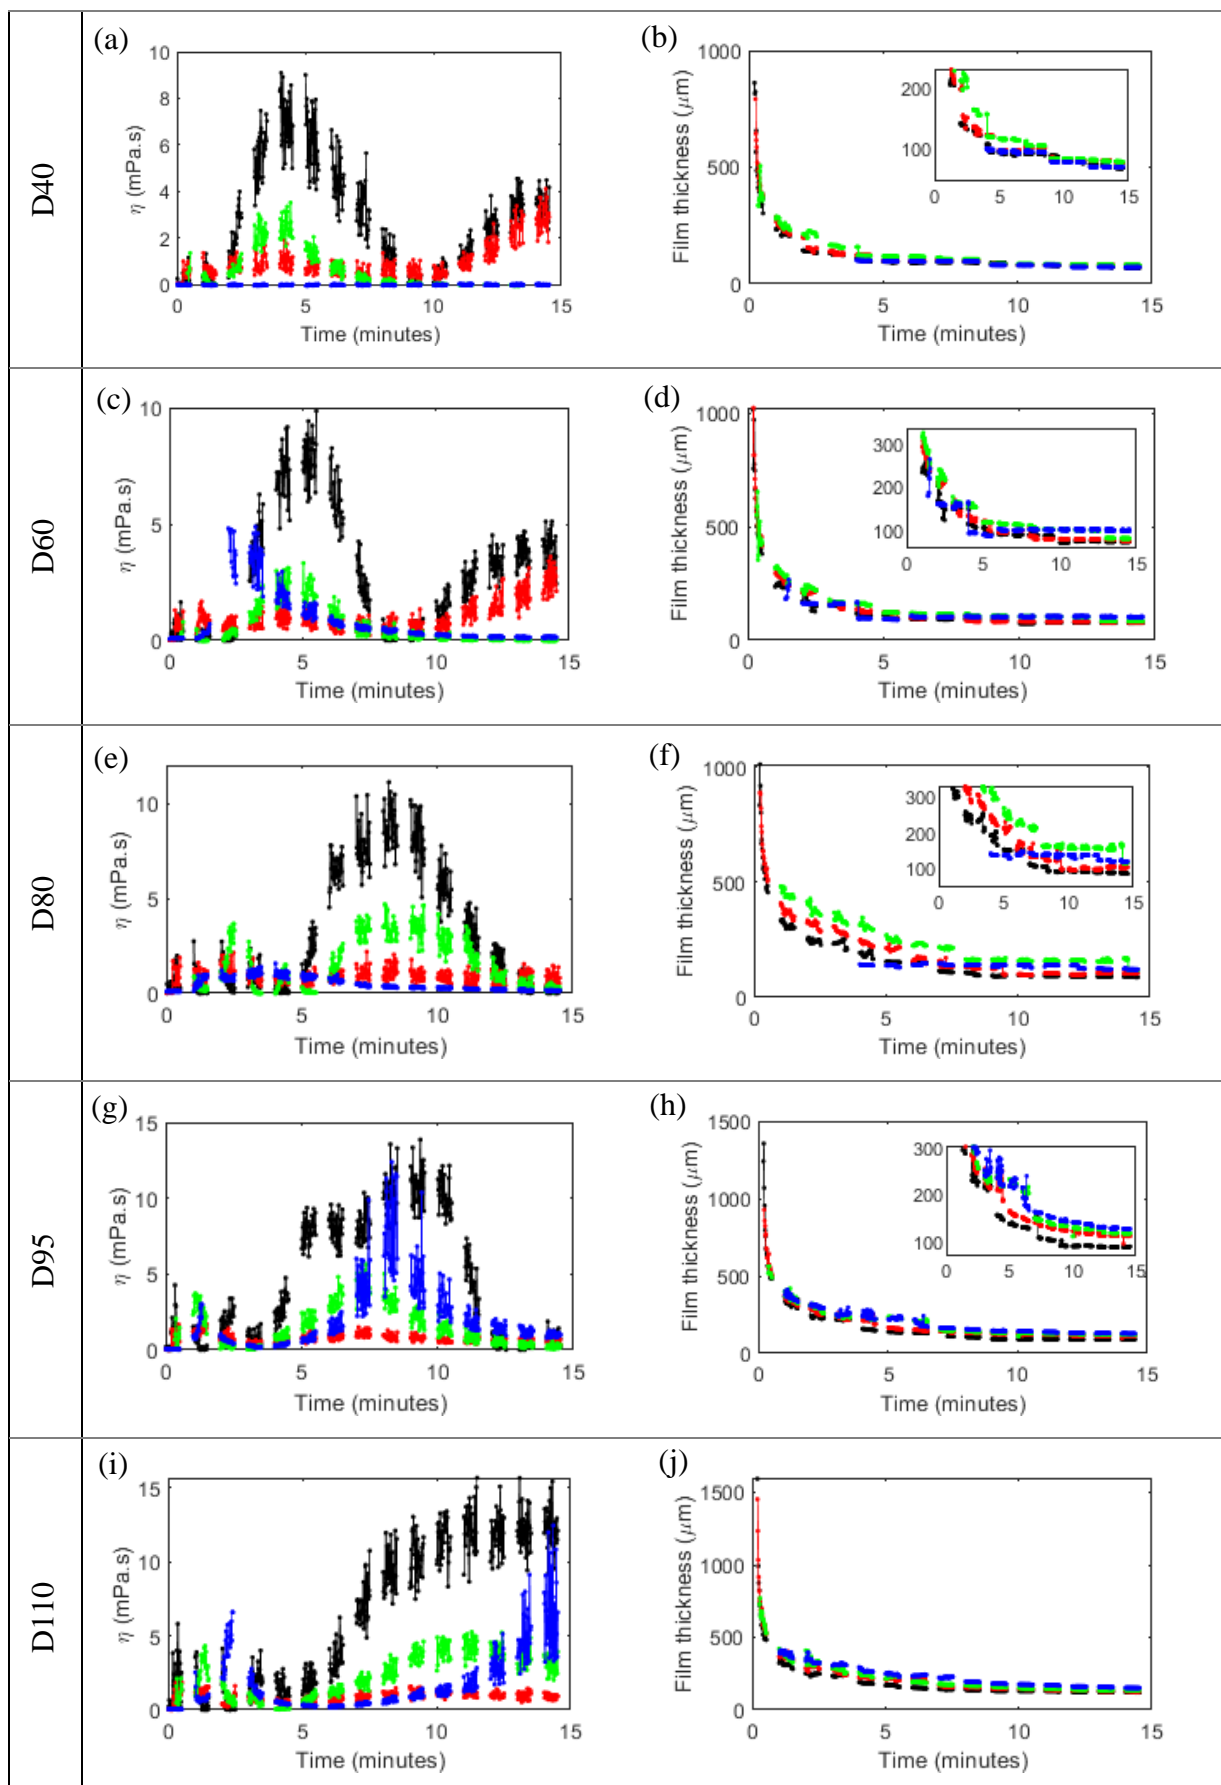 D40
(a)
10
8
6
4
2
0
η (mPa.s)
0 5 10 15
Time (minutes)
(b)
1000
500
0
Film thickness (μm)
0 5 10 15
Time (minutes)
200
100
0 5 10 15
D60
(c)
10
5
0
η (mPa.s)
0 5 10 15
Time (minutes)
(d)
1000
500
0
Film thickness (μm)
0 5 10 15
Time (minutes)
300
200
100
0 5 10 15
D80
(e)
10
5
0
η (mPa.s)
0 5 10 15
Time (minutes)
(f)
1000
500
0
Film thickness (μm)
0 5 10 15
Time (minutes)
300
200
100
0 5 10 15
D95
(g)
15
10
5
0
η (mPa.s)
0 5 10 15
Time (minutes)
(h)
1500
1000
500
0
Film thickness (μm)
0 5 10 15
Time (minutes)
300
200
100
0 5 10 15
D110
(i)
15
10
5
0
η (mPa.s)
0 5 10 15
Time (minutes)
(j)
1500
1000
500
0
Film thickness (μm)
0 5 10 15
Time (minutes)